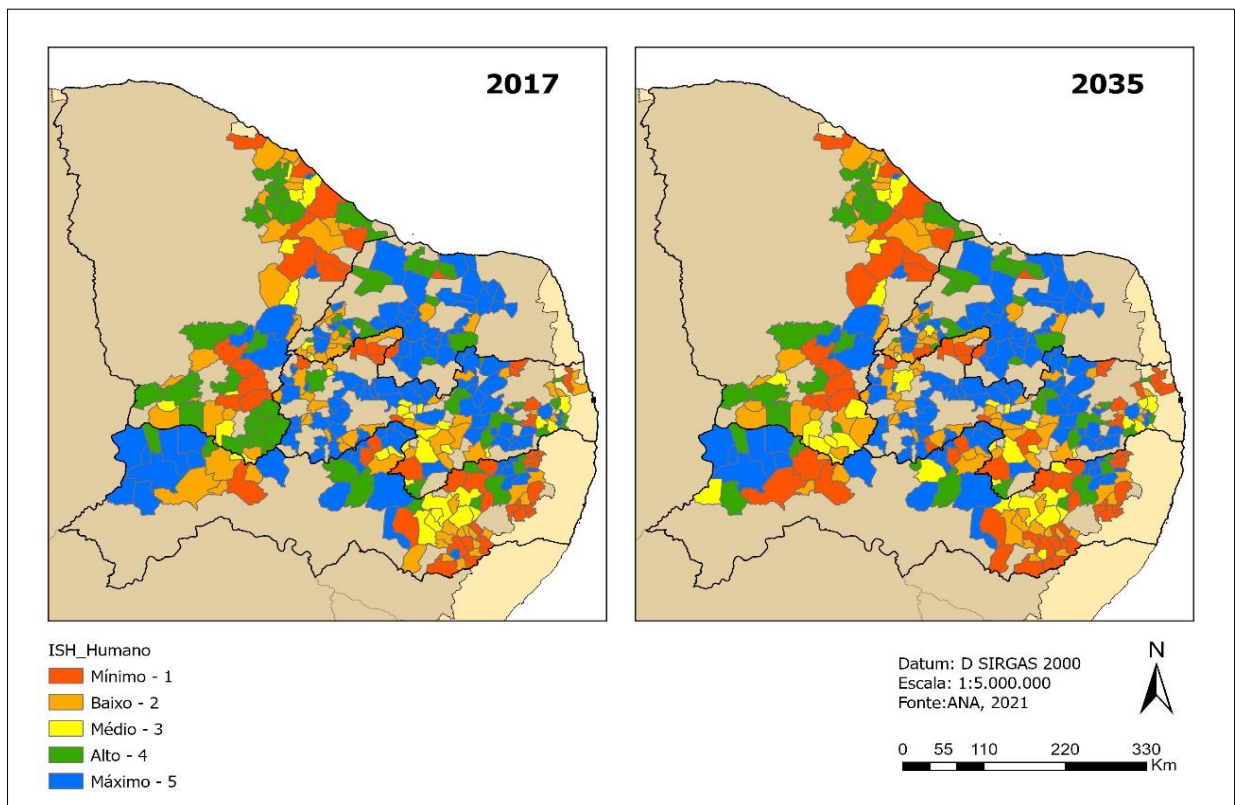 2017
2035
ISH_Humano
Mínimo - 1
Baixo - 2
Médio - 3
Alto - 4
Máximo - 5
Datum: D SIRGAS 2000
Escala: 1:5.000.000
Fonte:ANA, 2021
N
0 55 110 220 330
Km